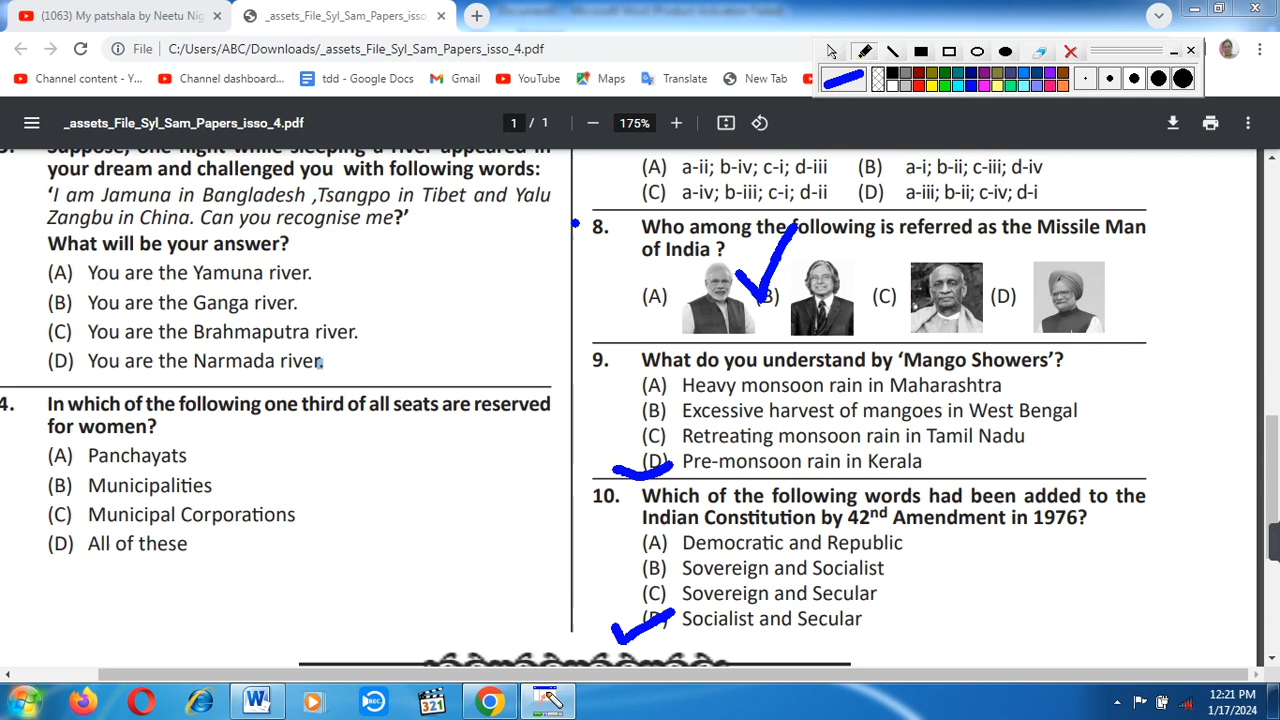 (1063) My patshala by Neetu Nig
_assets_File_Syl_Sam_Papers_isso
File
C:/Users/ABC/Downloads/_assets_File_Syl_Sam_Papers_isso_4.pdf
Channel content - Y...
Channel dashboard...
tdd - Google Docs
Gmail
YouTube
Maps
Translate
New Tab
_assets_File_Syl_Sam_Papers_isso_4.pdf
1 / 1
175%
your dream and challenged you with following words:
'I am Jamuna in Bangladesh ,Tsangpo in Tibet and Yalu
Zangbu in China. Can you recognise me?'
What will be your answer?
(A) You are the Yamuna river.
(B) You are the Ganga river.
(C) You are the Brahmaputra river.
(D) You are the Narmada river.
4. In which of the following one third of all seats are reserved
for women?
(A) Panchayats
(B) Municipalities
(C) Municipal Corporations
(D) All of these
(A) a-ii; b-iv; c-i; d-iii (B) a-i; b-ii; c-iii; d-iv
(C) a-iv; b-iii; c-i; d-ii (D) a-iii; b-ii; c-iv; d-i
8. Who among the following is referred as the Missile Man
of India ?
(A) (B) (C) (D)
9. What do you understand by 'Mango Showers'?
(A) Heavy monsoon rain in Maharashtra
(B) Excessive harvest of mangoes in West Bengal
(C) Retreating monsoon rain in Tamil Nadu
(D) Pre-monsoon rain in Kerala
10. Which of the following words had been added to the
Indian Constitution by 42nd Amendment in 1976?
(A) Democratic and Republic
(B) Sovereign and Socialist
(C) Sovereign and Secular
(D) Socialist and Secular
12:21 PM
1/17/2024